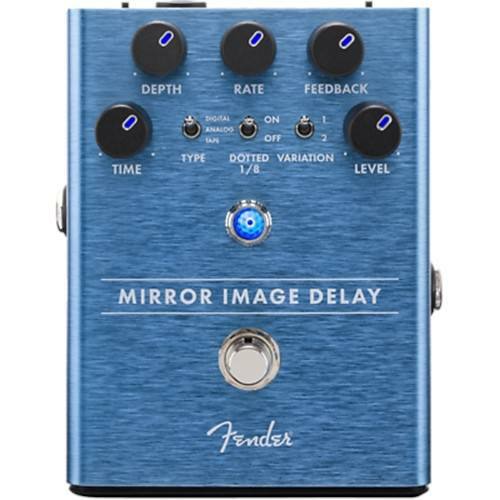 DEPTH RATE FEEDBACK
DIGITAL ON 1
ANALOG
TAPE OFF 2
TIME TYPE DOTTED VARIATION LEVEL
1/8
MIRROR IMAGE DELAY
Fender